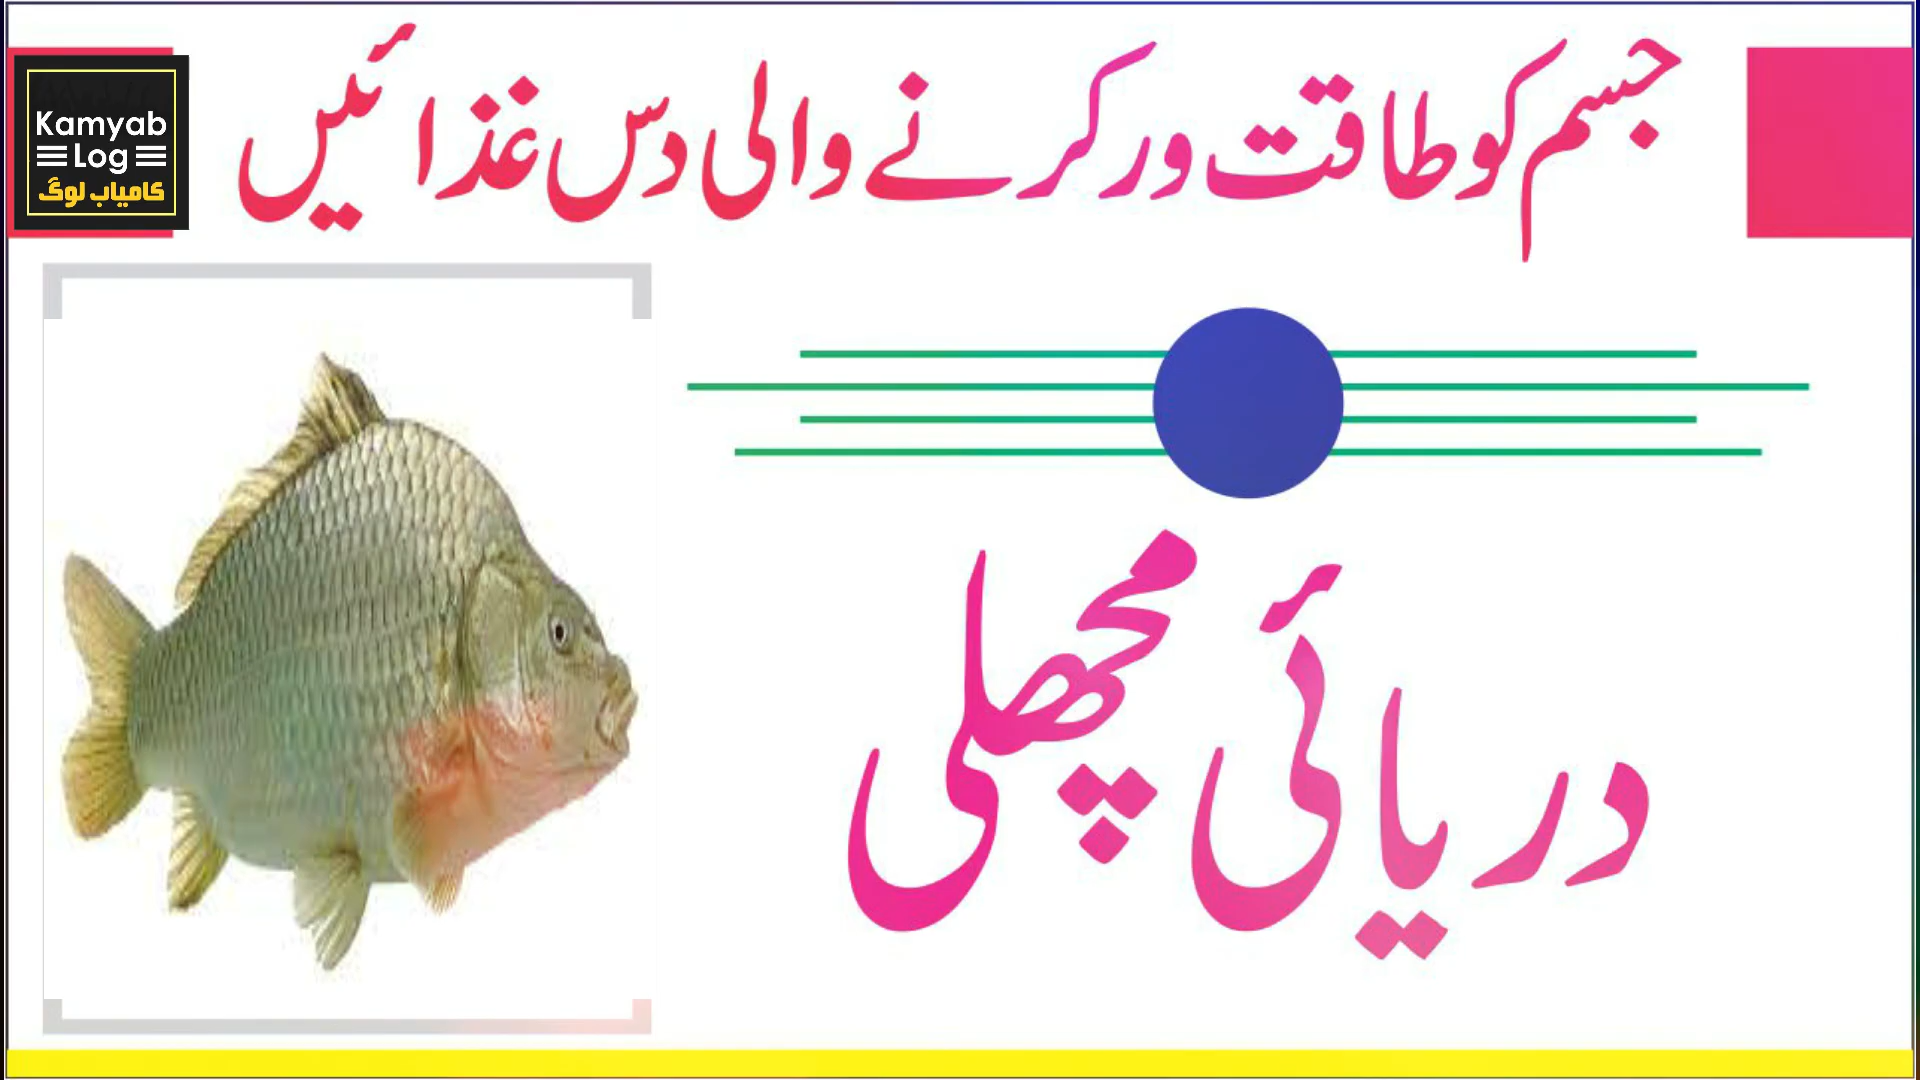 جسم کو طاقت ور کرنے والی دس غذائیں
Kamyab
Log
کامیاب لوگ
دریائی مچھلی